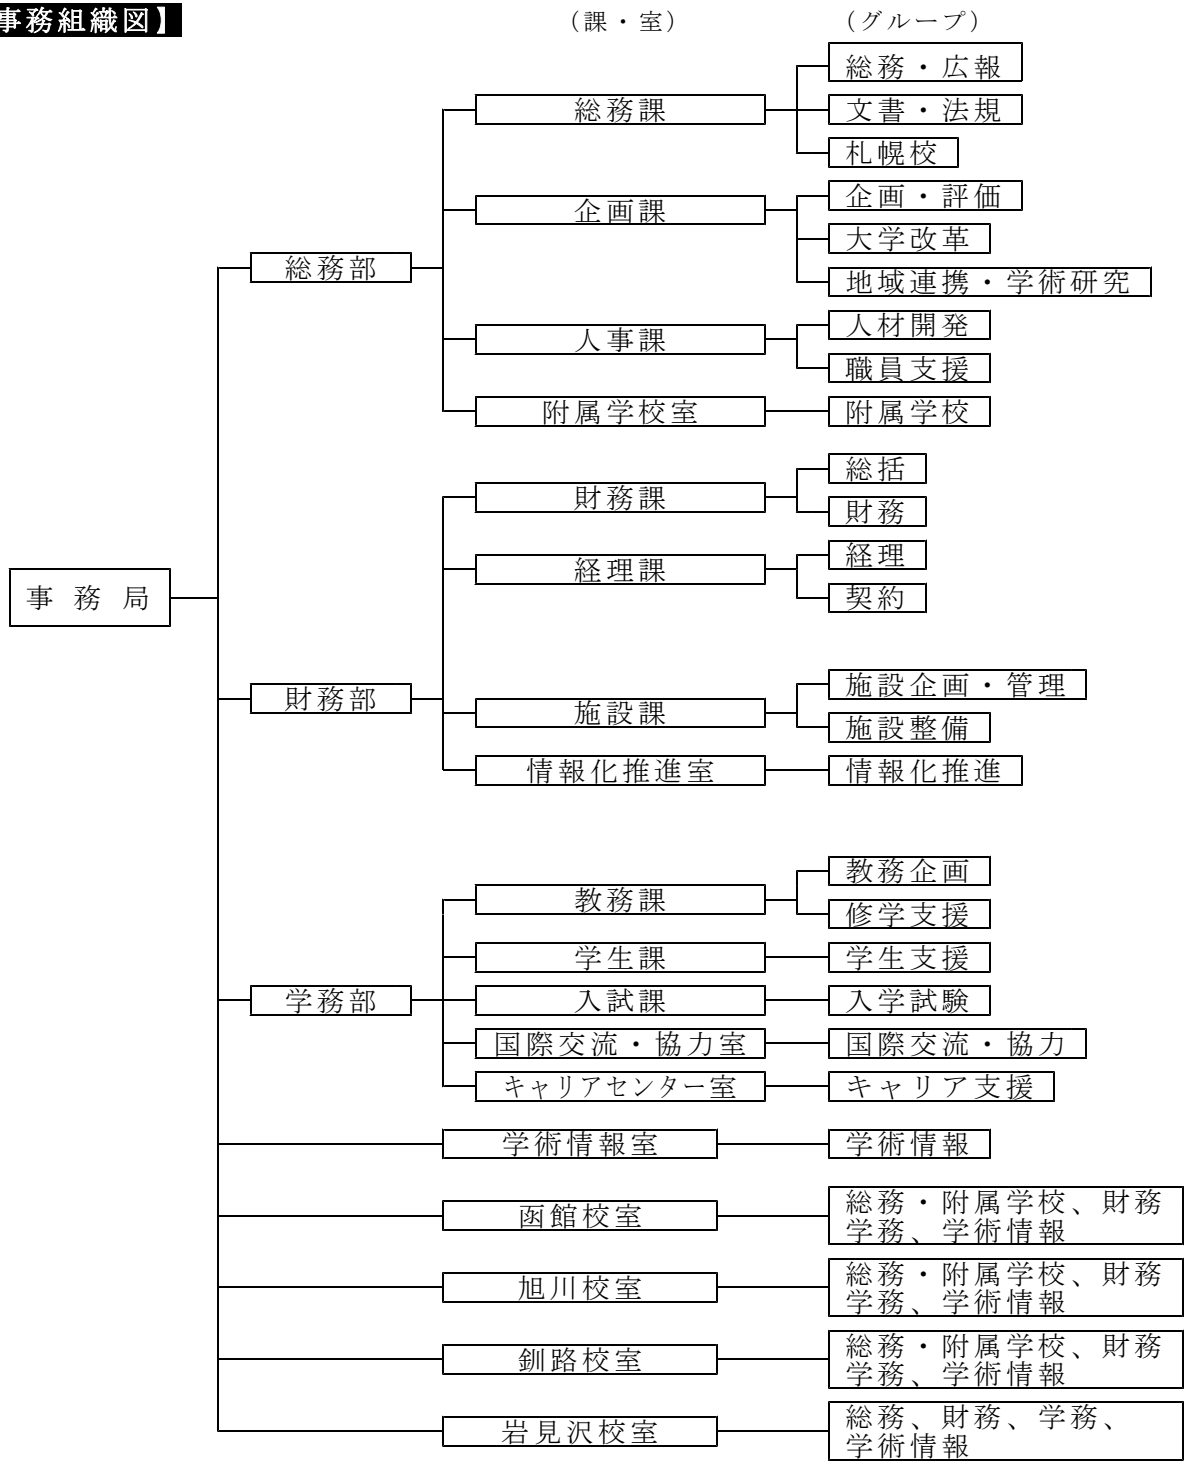 事務組織図】
（課・室）
（グループ）
総務・広報
総務課
文書・法規
札幌校
企画・評価
企画課
大学改革
総務部
地域連携・学術研究
人材開発
人事課
職員支援
附属学校室
附属学校
総括
財務課
財務
経理
経理課
事務局
契約
施設企画・管理
財務部
施設課
施設整備
情報化推進室
情報化推進
教務企画
教務課
修学支援
学生課
学生支援
学務部
入試課
入学試験
国際交流・協力室
国際交流・協力
キャリアセンター室
キャリア支援
学術情報室
学術情報
函館校室
総務・附属学校、財務
学務、学術情報
旭川校室
総務・附属学校、財務
学務、学術情報
釧路校室
総務・附属学校、財務
学務、学術情報
岩見沢校室
総務、財務、学務、
学術情報